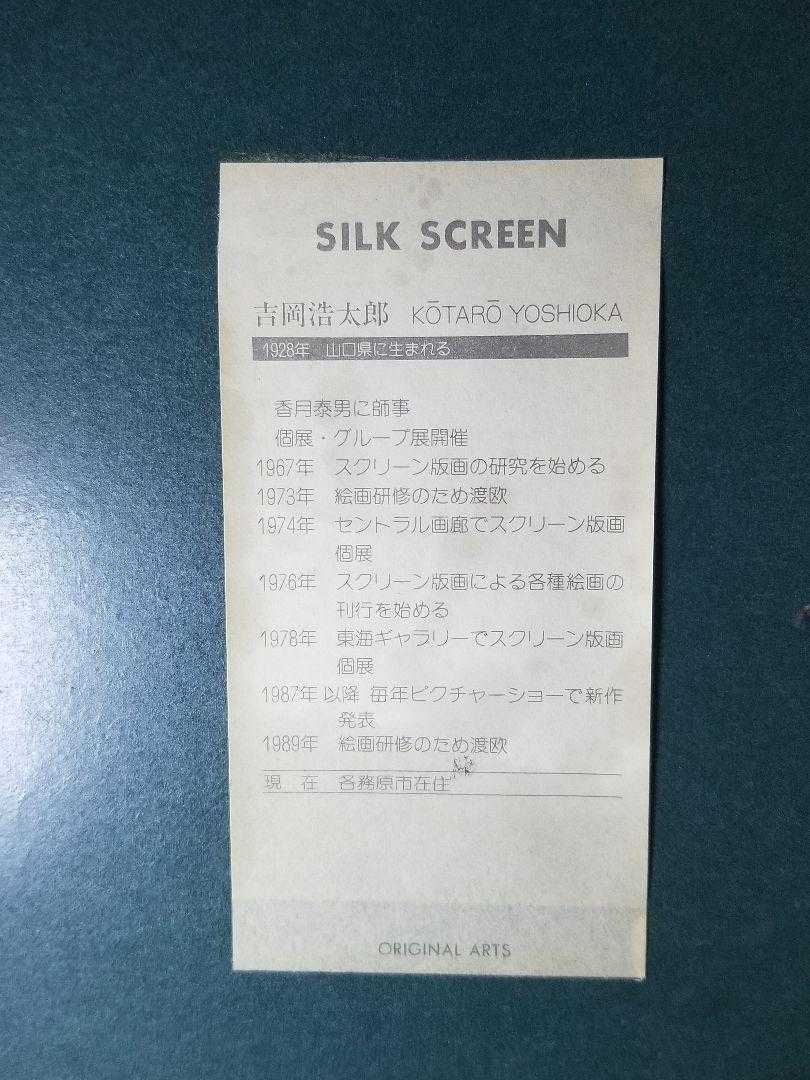 SILK SCREEN
吉岡浩太郎 KŌTARŌ YOSHIOKA
1928年 山口県に生まれる
香月泰男に師事
個展・グループ展開催
1967年 スクリーン版画の研究を始める
1973年 絵画研修のため渡欧
1974年 セントラル画廊でスクリーン版画
個展
1976年 スクリーン版画による各種絵画の
刊行を始める
1978年 東海ギャラリーでスクリーン版画
個展
1987年以降 毎年ピクチャーショーで新作
発表
1989年 絵画研修のため渡欧
現 在 各務原市在住
ORIGINAL ARTS